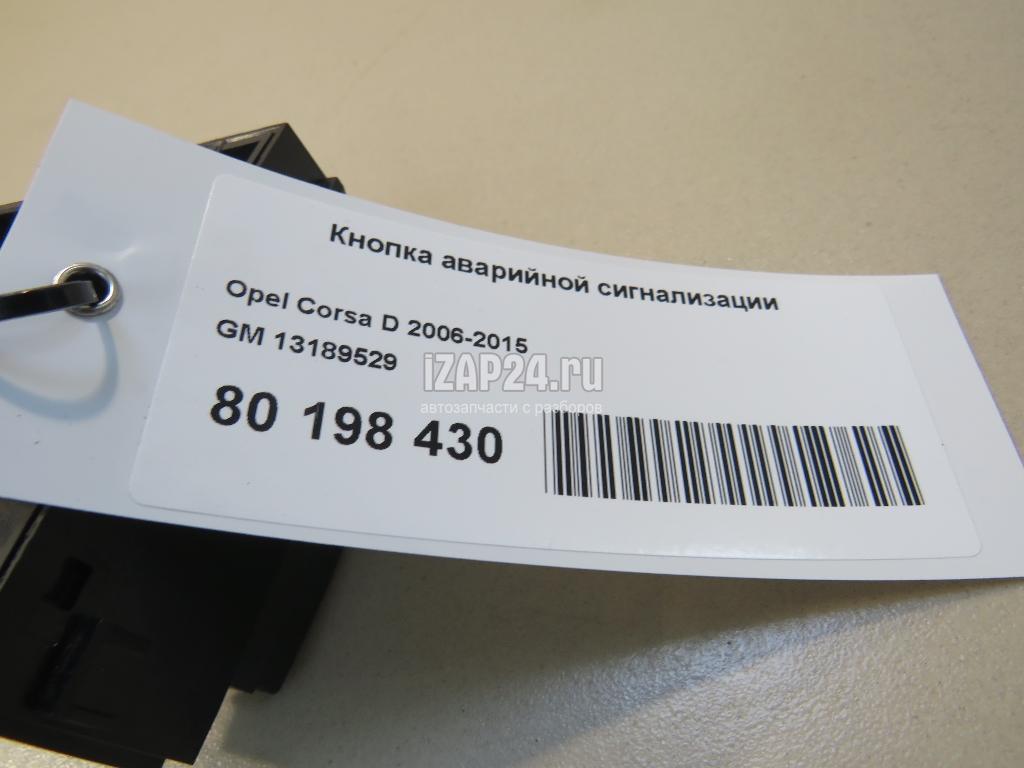 Кнопка аварийной сигнализации
Opel Corsa D 2006-2015
GM 13189529
80 198 430
iZAP24.ru
автозапчасти с разборов